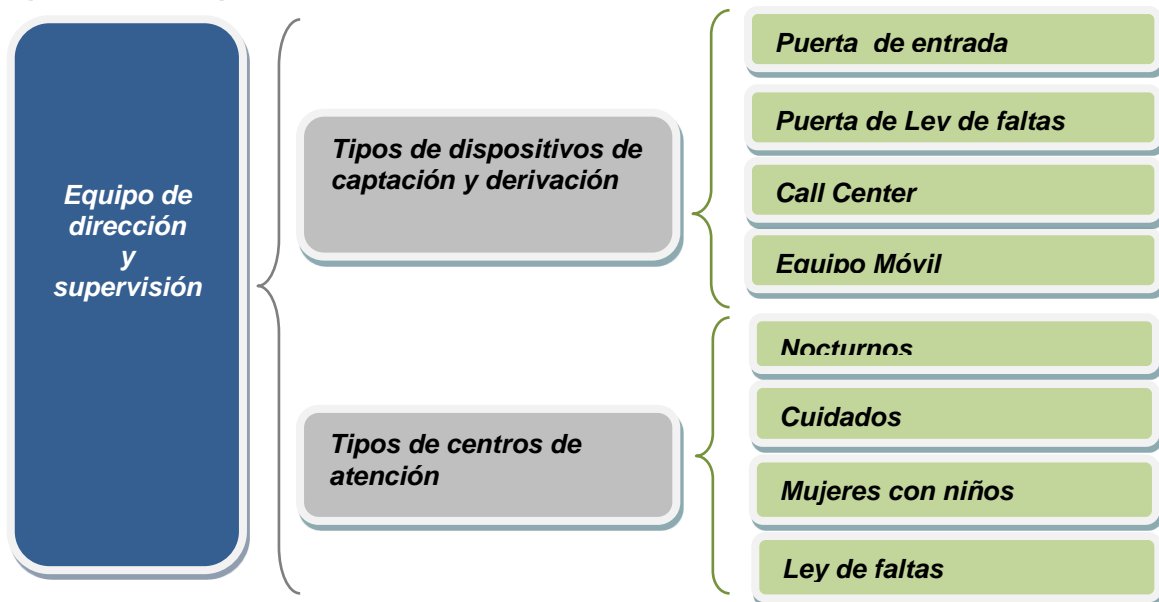 Equipo de
dirección
y
supervisión
Tipos de dispositivos de
captación y derivación
Puerta de entrada
Puerta de Ley de faltas
Call Center
Equipo Móvil
Tipos de centros de
atención
Nocturnos
Cuidados
Mujeres con niños
Ley de faltas